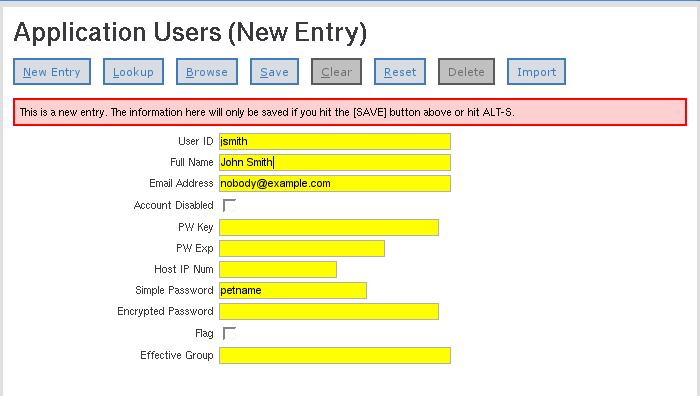 Application Users (New Entry)
New Entry Lookup Browse Save Clear Reset Delete Import
This is a new entry. The information here will only be saved if you hit the [SAVE] button above or hit ALT-S.
User ID jsmith
Full Name John Smith
Email Address nobody@example.com
Account Disabled
PW Key
PW Exp
Host IP Num
Simple Password petname
Encrypted Password
Flag
Effective Group